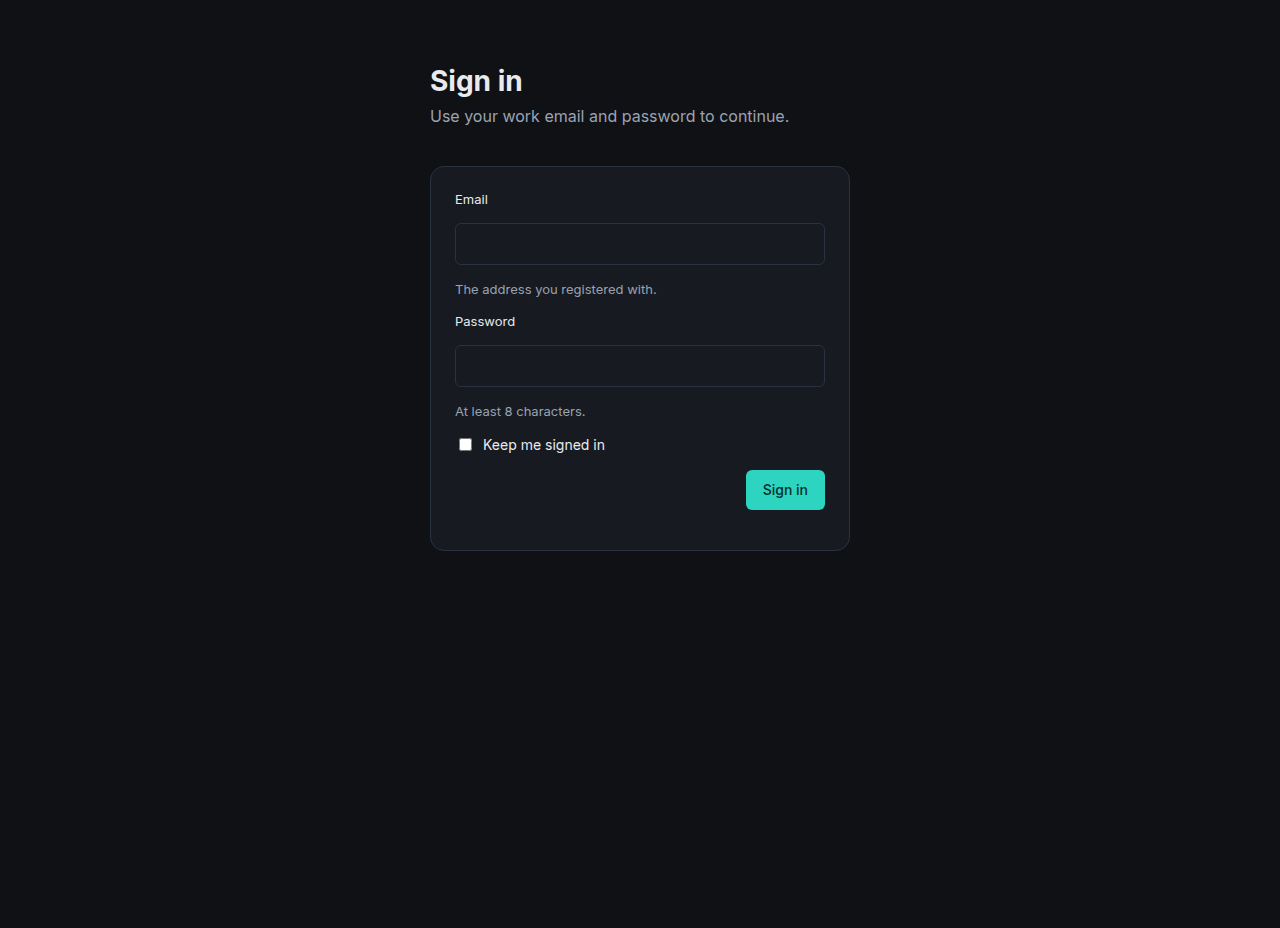 Sign in
Use your work email and password to continue.
Email
The address you registered with.
Password
At least 8 characters.
Keep me signed in
Sign in